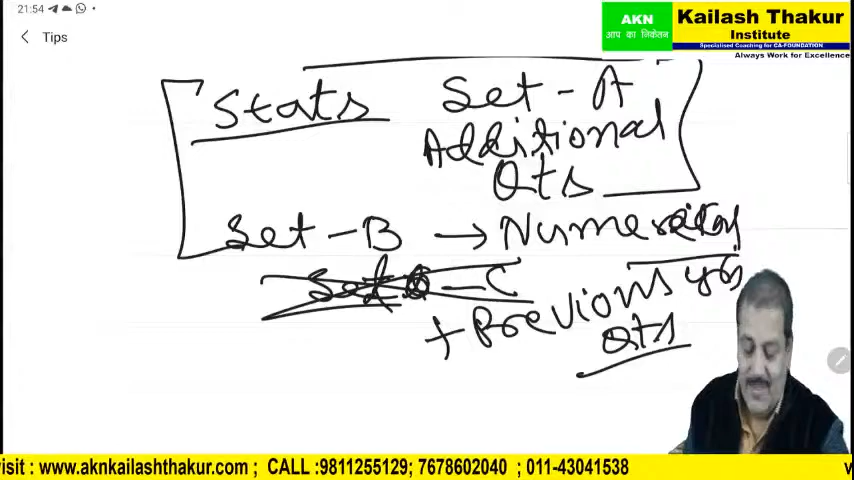 21:54
Tips
AKN
आप का निकेतन
Kailash Thakur
Institute
Specialised Coaching for CA-FOUNDATION
Always Work for Excellence
Stats Set-A
Additional
Qts
Set-B → Numerical
Set-C
+ Previous yrs
Qts
visit : www.aknkailashthakur.com ; CALL :9811255129; 7678602040 ; 011-43041538